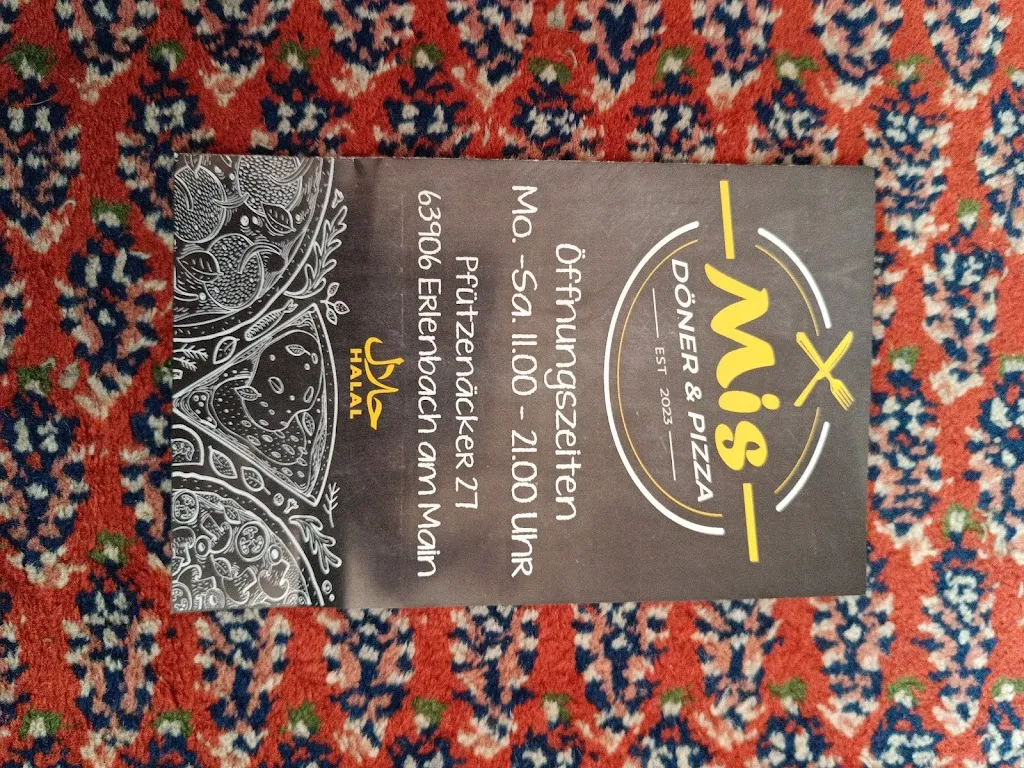 Mis
DÖNER & PIZZA
EST 2023
Öffnungszeiten
Mo. -Sa. 11.00 - 21.00 Uhr
Pfützenäcker 27
63906 Erlenbach am Main
حلال
HALAL